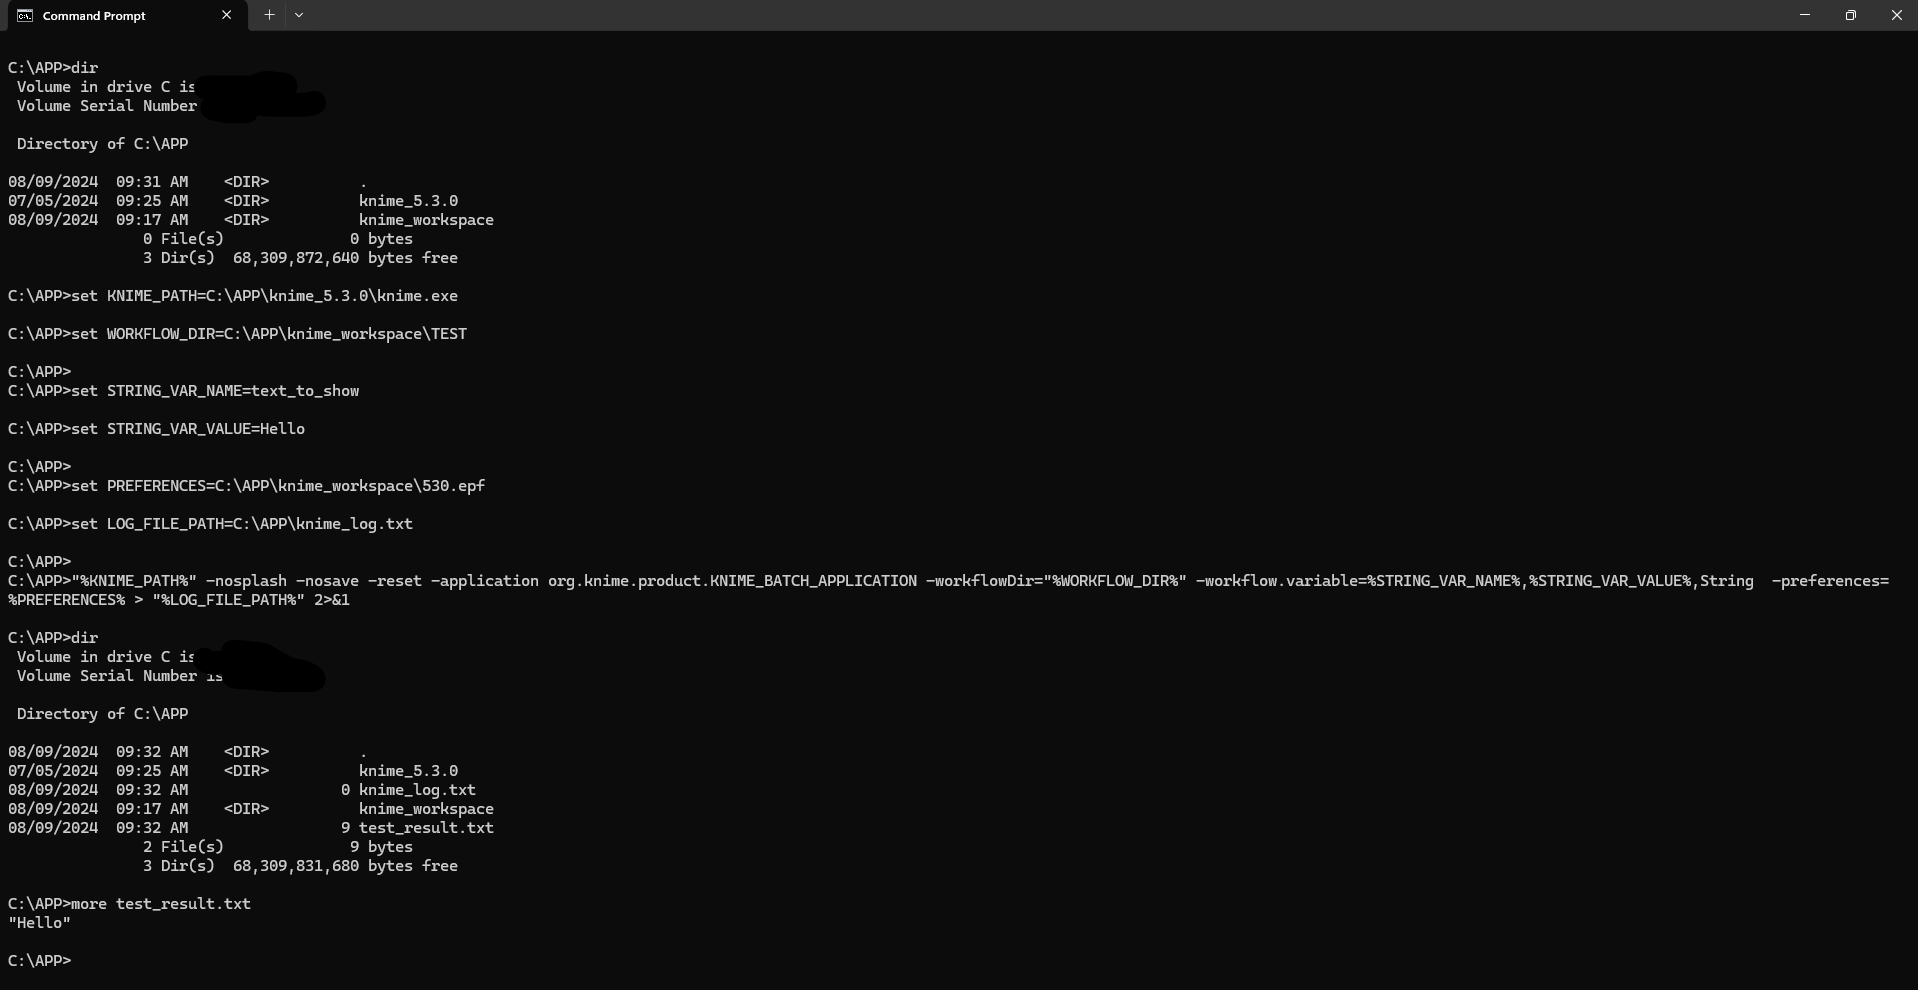 Command Prompt
C:\APP>dir
 Volume in drive C is
 Volume Serial Number
 Directory of C:\APP
08/09/2024  09:31 AM    <DIR>          .
07/05/2024  09:25 AM    <DIR>          knime_5.3.0
08/09/2024  09:17 AM    <DIR>          knime_workspace
               0 File(s)              0 bytes
               3 Dir(s)  68,309,872,640 bytes free
C:\APP>set KNIME_PATH=C:\APP\knime_5.3.0\knime.exe
C:\APP>set WORKFLOW_DIR=C:\APP\knime_workspace\TEST
C:\APP>
C:\APP>set STRING_VAR_NAME=text_to_show
C:\APP>set STRING_VAR_VALUE=Hello
C:\APP>
C:\APP>set PREFERENCES=C:\APP\knime_workspace\530.epf
C:\APP>set LOG_FILE_PATH=C:\APP\knime_log.txt
C:\APP>
C:\APP>"%KNIME_PATH%" -nosplash -nosave -reset -application org.knime.product.KNIME_BATCH_APPLICATION -workflowDir="%WORKFLOW_DIR%" -workflow.variable=%STRING_VAR_NAME%,%STRING_VAR_VALUE%,String  -preferences=
%PREFERENCES% > "%LOG_FILE_PATH%" 2>&1
C:\APP>dir
 Volume in drive C is
 Volume Serial Number is
 Directory of C:\APP
08/09/2024  09:32 AM    <DIR>          .
07/05/2024  09:25 AM    <DIR>          knime_5.3.0
08/09/2024  09:32 AM                 0 knime_log.txt
08/09/2024  09:17 AM    <DIR>          knime_workspace
08/09/2024  09:32 AM                 9 test_result.txt
               2 File(s)              9 bytes
               3 Dir(s)  68,309,831,680 bytes free
C:\APP>more test_result.txt
"Hello"
C:\APP>